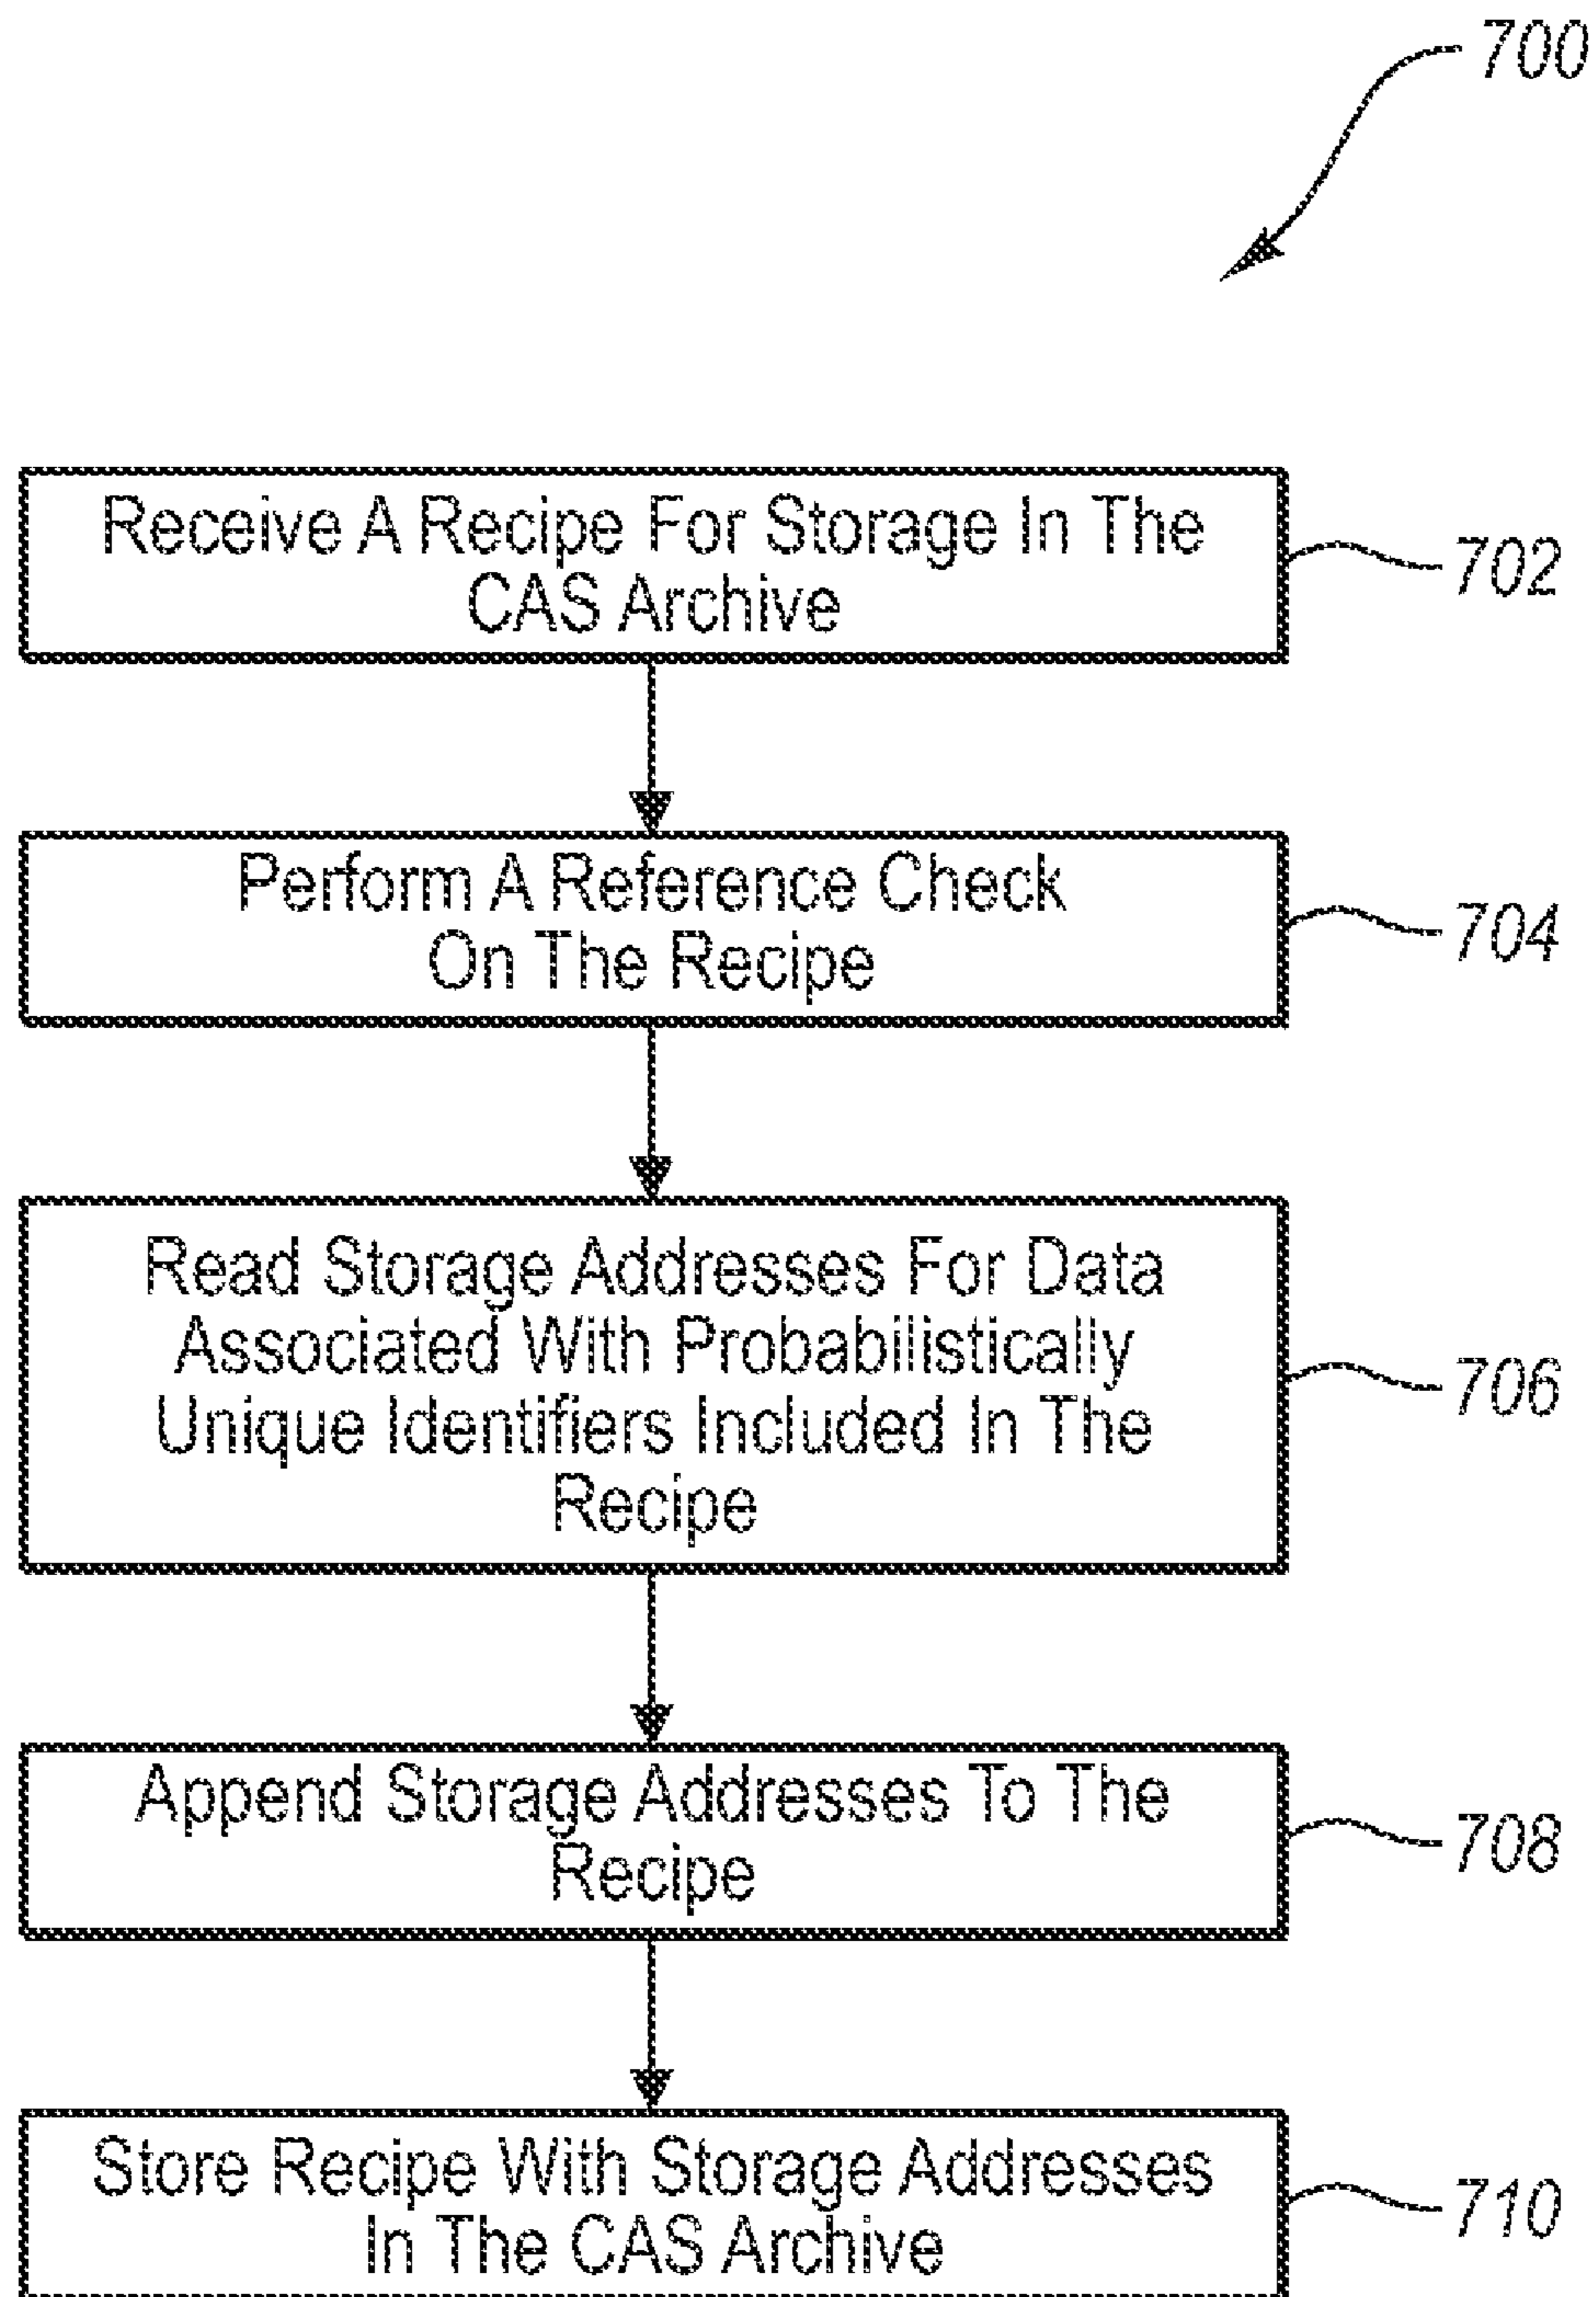 700
Receive A Recipe For Storage In The
CAS Archive
702
Perform A Reference Check
On The Recipe
704
Read Storage Addresses For Data
Associated With Probabilistically
Unique Identifiers Included In The
Recipe
706
Append Storage Addresses To The
Recipe
708
Store Recipe With Storage Addresses
In The CAS Archive
710